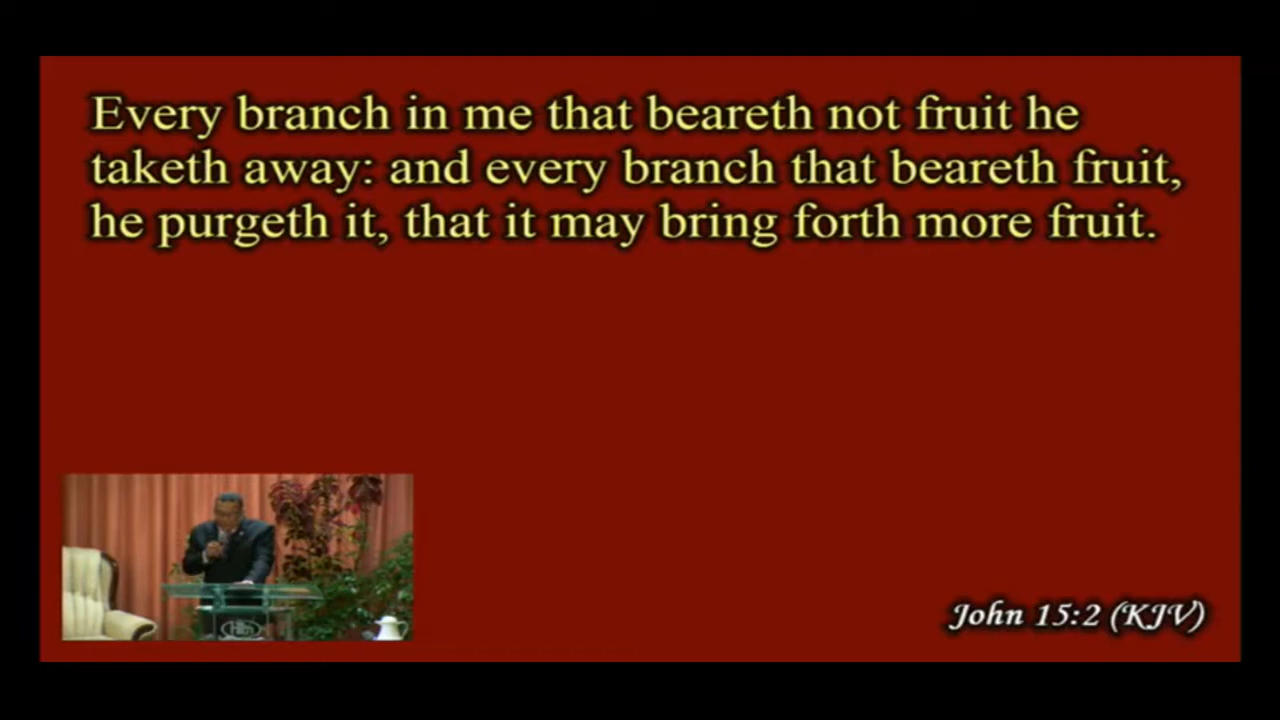 Every branch in me that beareth not fruit he
taketh away: and every branch that beareth fruit,
he purgeth it, that it may bring forth more fruit.
John 15:2 (KJV)